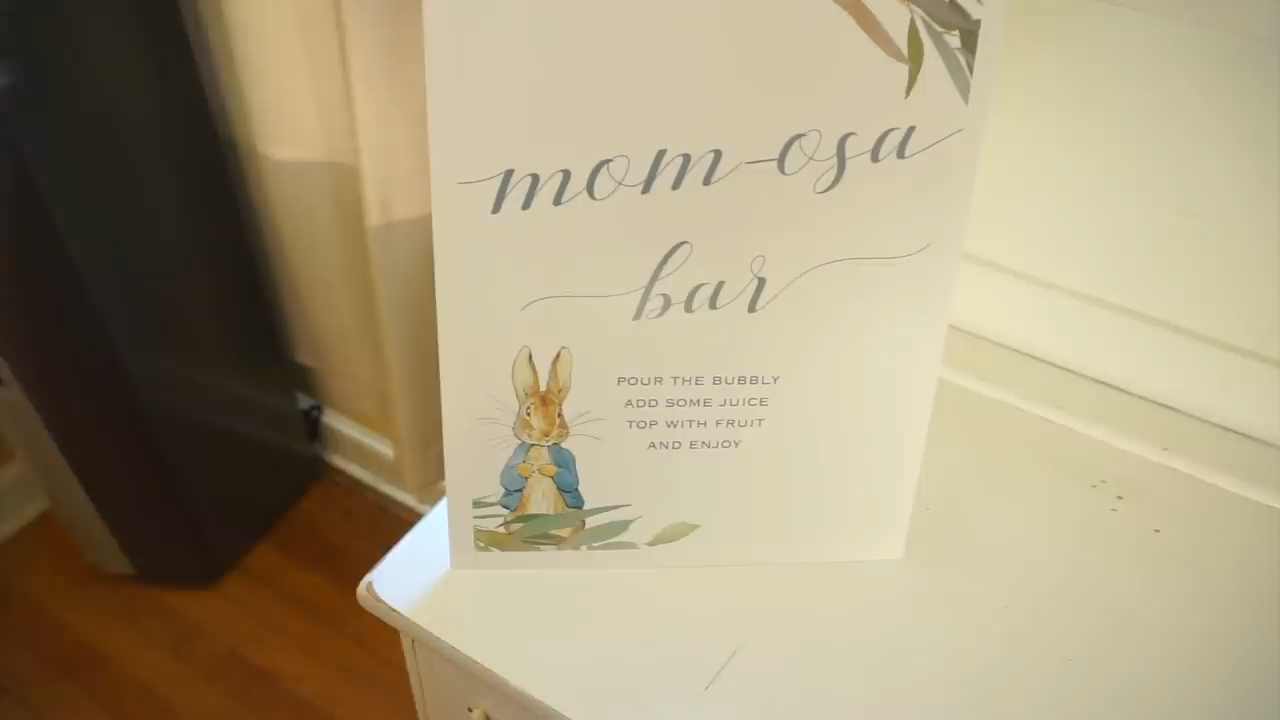 mom-osa
bar
POUR THE BUBBLY
ADD SOME JUICE
TOP WITH FRUIT
AND ENJOY